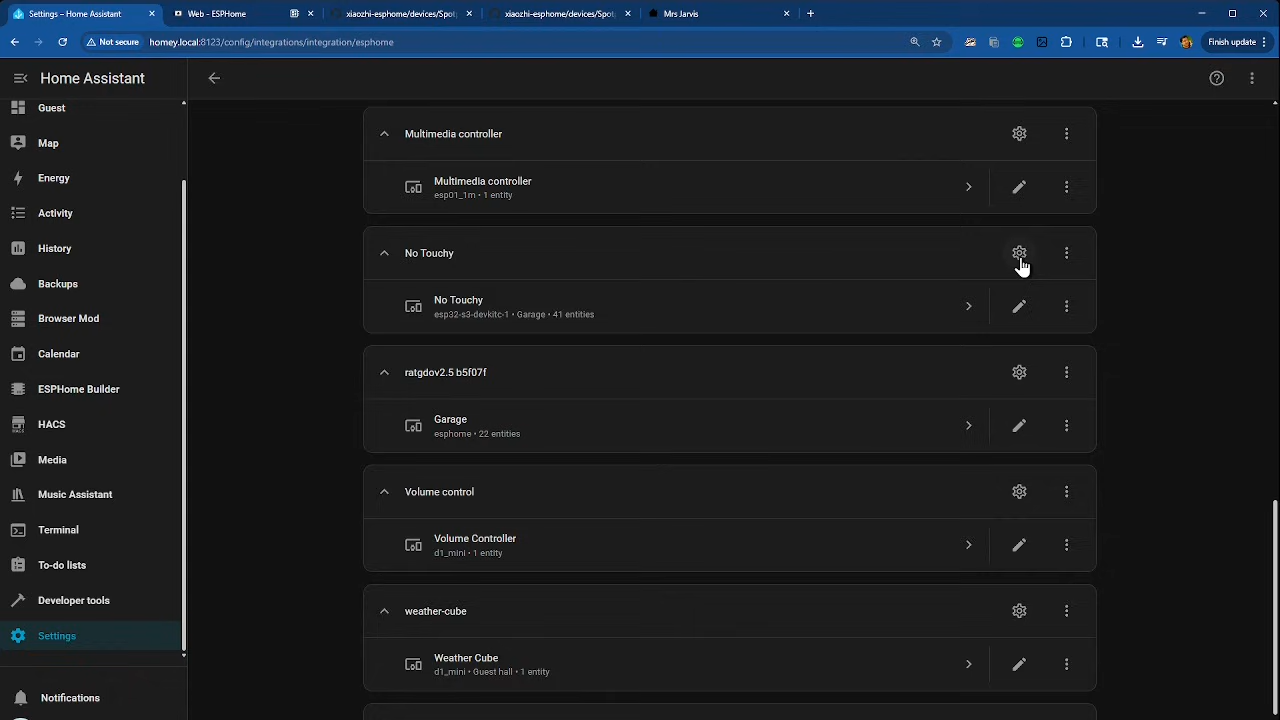 Settings – Home Assistant
Web - ESPHome
xiaozhi-esphome/devices/Spot
xiaozhi-esphome/devices/Spot
Mrs Jarvis
Not secure
homey.local:8123/config/integrations/integration/esphome
Finish update
Home Assistant
Guest
Map
Energy
Activity
History
Backups
Browser Mod
Calendar
ESPHome Builder
HACS
Media
Music Assistant
Terminal
To-do lists
Developer tools
Settings
Notifications
Multimedia controller
Multimedia controller
esp01_1m • 1 entity
No Touchy
No Touchy
esp32-s3-devkitc-1 • Garage • 41 entities
ratgdov2.5 b5f07f
Garage
esphome • 22 entities
Volume control
Volume Controller
d1_mini • 1 entity
weather-cube
Weather Cube
d1_mini • Guest hall • 1 entity